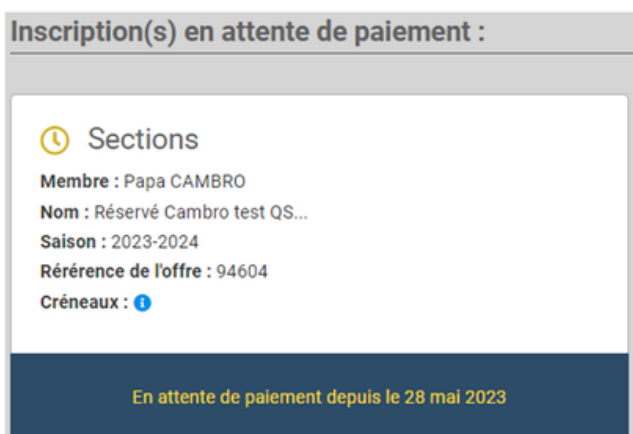 Inscription(s) en attente de paiement :
Sections
Membre : Papa CAMBRO
Nom : Réservé Cambro test QS...
Saison : 2023-2024
Rérérence de l'offre : 94604
Créneaux :
En attente de paiement depuis le 28 mai 2023